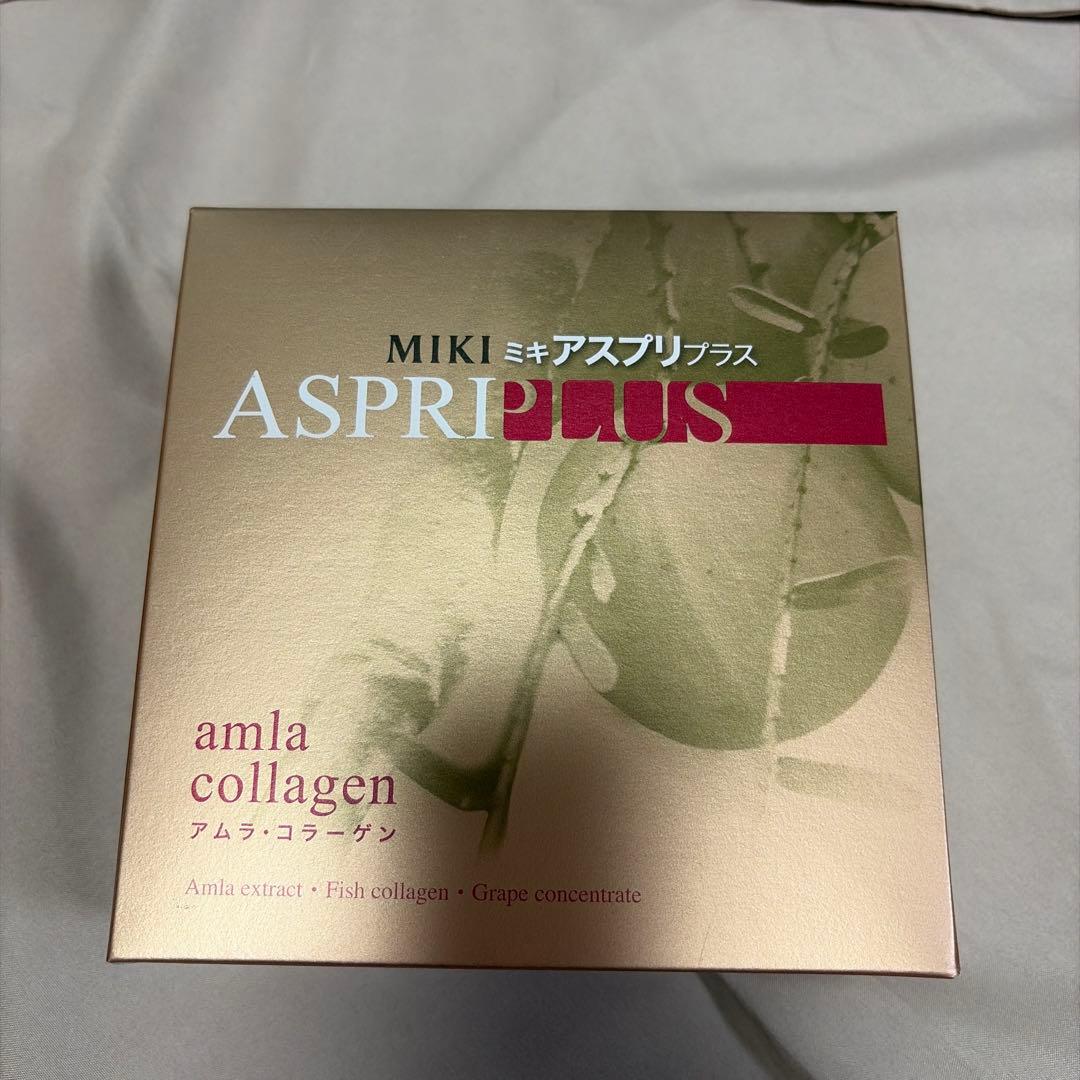 MIKI ミキアスプリプラス
ASPRIPLUS
amla
collagen
アムラ・コラーゲン
Amla extract・Fish collagen・Grape concentrate